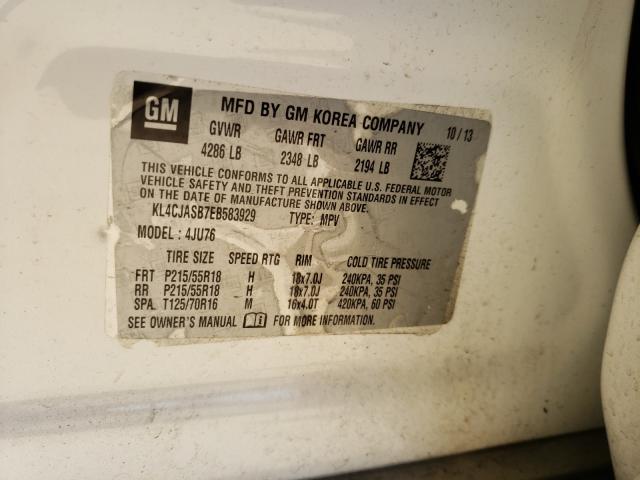 GM MFD BY GM KOREA COMPANY 10/13
GVWR GAWR FRT GAWR RR
4286 LB 2348 LB 2194 LB
THIS VEHICLE CONFORMS TO ALL APPLICABLE U.S. FEDERAL MOTOR
VEHICLE SAFETY AND THEFT PREVENTION STANDARDS IN EFFECT
ON THE DATE OF MANUFACTURE SHOWN ABOVE.
KL4CJASB7EB583929 TYPE: MPV
MODEL : 4JU76
TIRE SIZE SPEED RTG RIM COLD TIRE PRESSURE
FRT P215/55R18 H 18x7.0J 240KPA, 35 PSI
RR P215/55R18 H 18x7.0J 240KPA, 35 PSI
SPA T125/70R16 M 16x4.0T 420KPA, 60 PSI
SEE OWNER'S MANUAL FOR MORE INFORMATION.